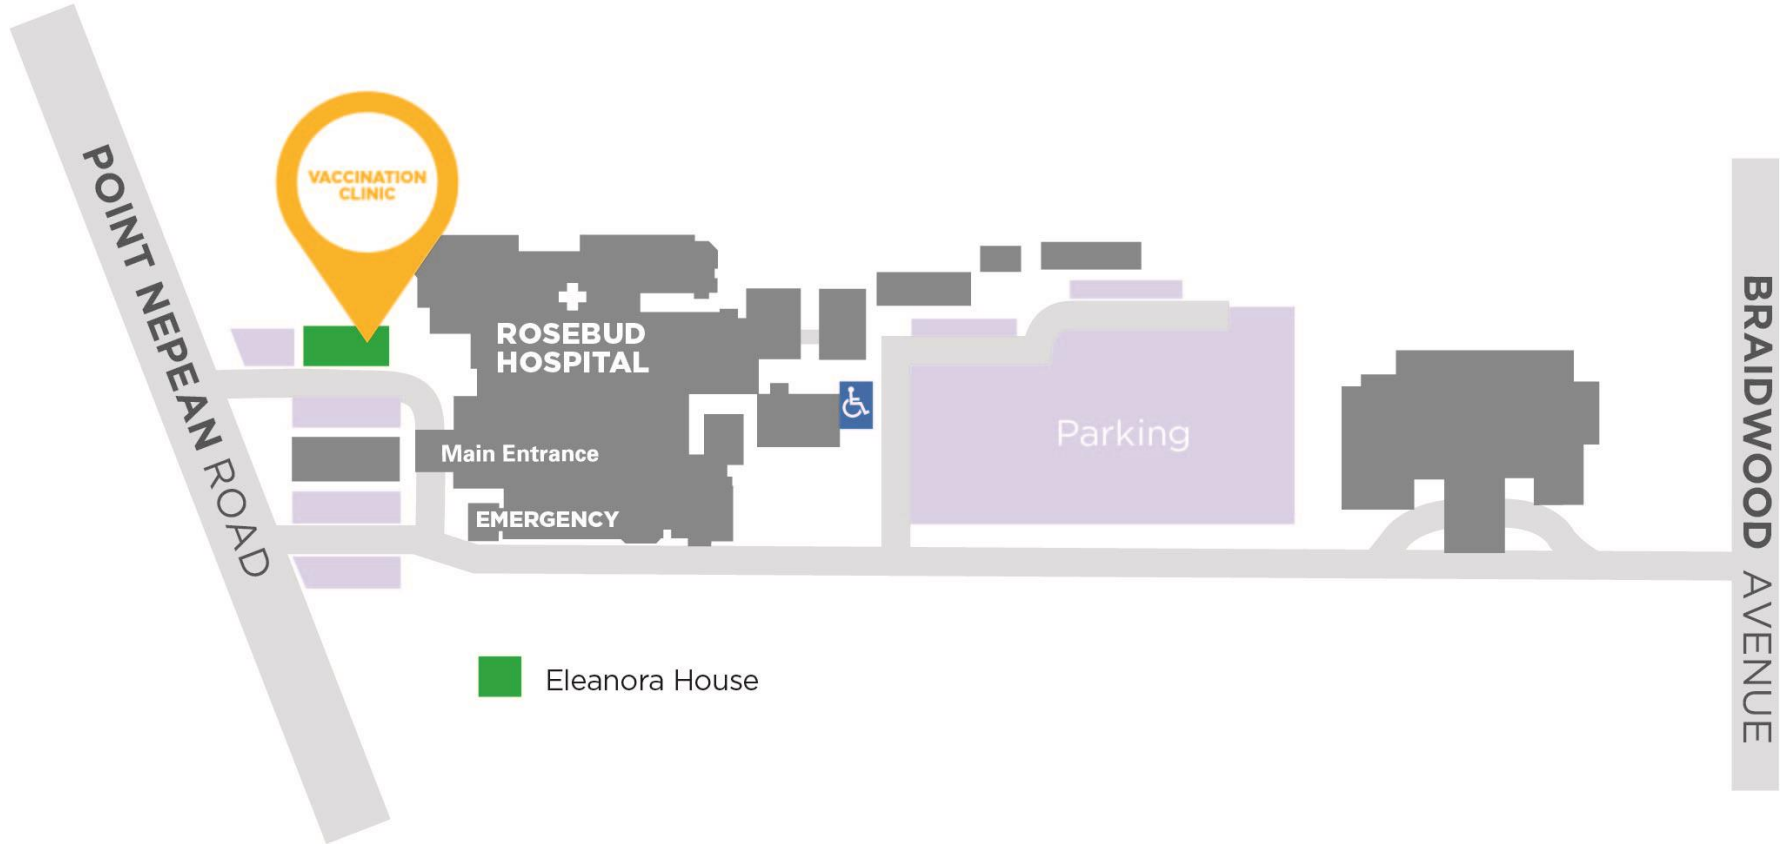 POINT NEPEAN ROAD
VACCINATION
CLINIC
ROSEBUD
HOSPITAL
Main Entrance
EMERGENCY
Parking
BRAIDWOOD AVENUE
Eleanora House